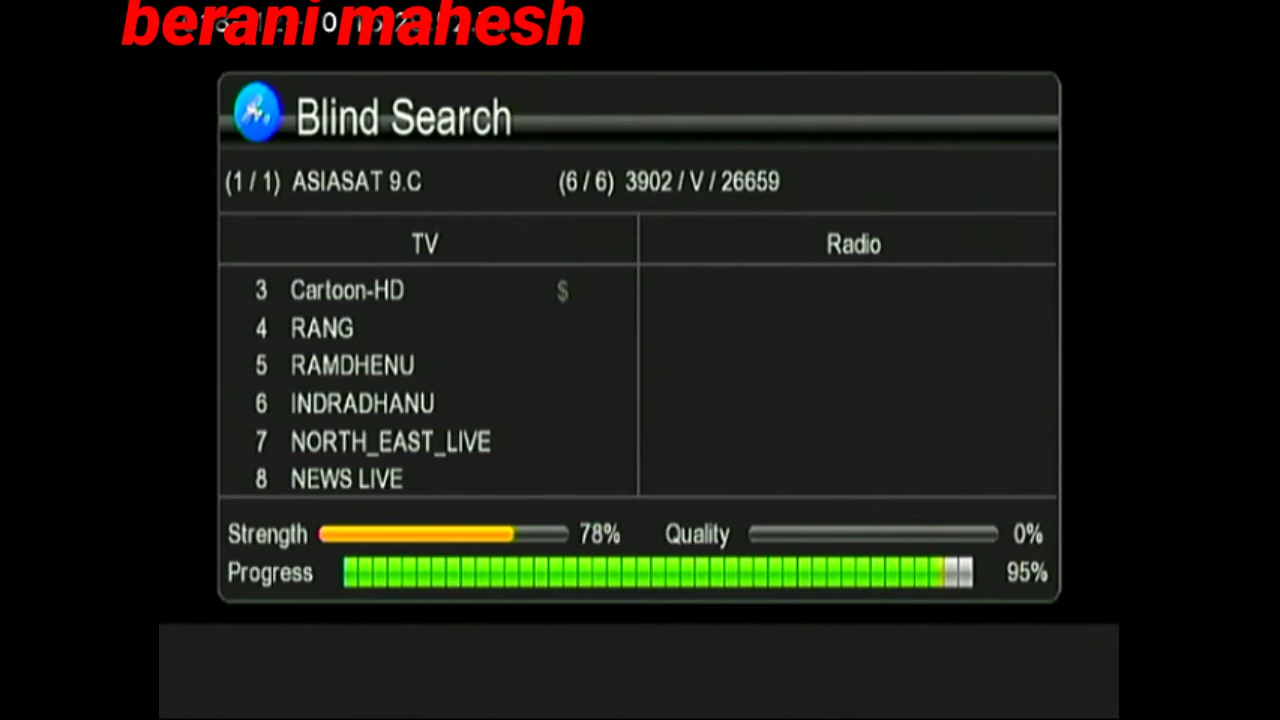 berani mahesh
Blind Search
(1 / 1) ASIASAT 9.C (6 / 6) 3902 / V / 26659
TV Radio
3 Cartoon-HD $
4 RANG
5 RAMDHENU
6 INDRADHANU
7 NORTH_EAST_LIVE
8 NEWS LIVE
Strength 78% Quality 0%
Progress 95%